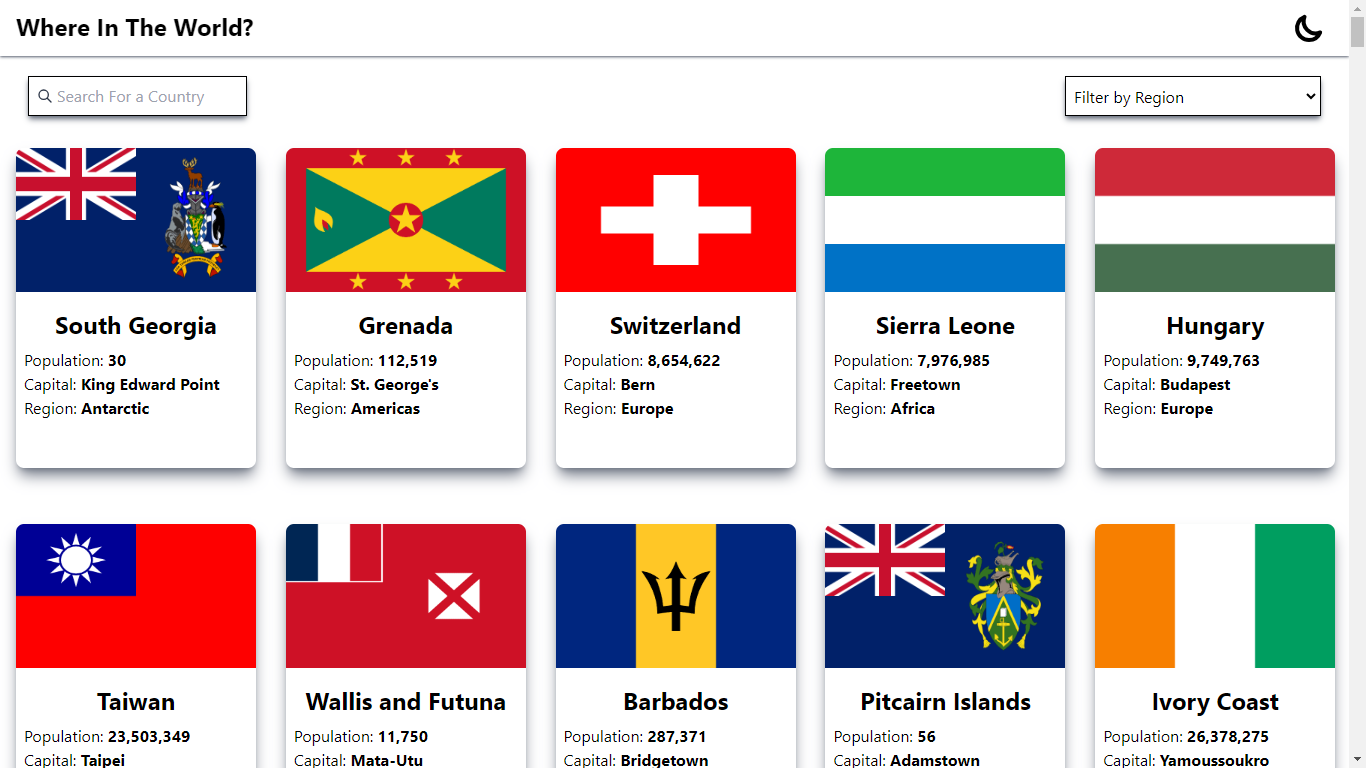 Where In The World?
Search For a Country
Filter by Region
South Georgia
Population: 30
Capital: King Edward Point
Region: Antarctic
Grenada
Population: 112,519
Capital: St. George's
Region: Americas
Switzerland
Population: 8,654,622
Capital: Bern
Region: Europe
Sierra Leone
Population: 7,976,985
Capital: Freetown
Region: Africa
Hungary
Population: 9,749,763
Capital: Budapest
Region: Europe
Taiwan
Population: 23,503,349
Capital: Taipei
Wallis and Futuna
Population: 11,750
Capital: Mata-Utu
Barbados
Population: 287,371
Capital: Bridgetown
Pitcairn Islands
Population: 56
Capital: Adamstown
Ivory Coast
Population: 26,378,275
Capital: Yamoussoukro